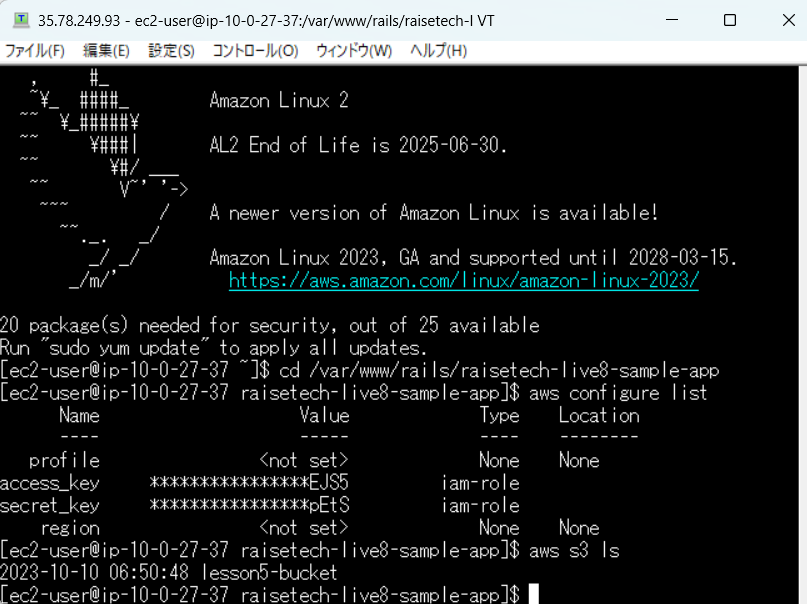 35.78.249.93 - ec2-user@ip-10-0-27-37:/var/www/rails/raisetech-l VT
ファイル(F) 編集(E) 設定(S) コントロール(O) ウィンドウ(W) ヘルプ(H)
   ,     #_
   ~\_  ####_        Amazon Linux 2
  ~~  \_#####\
  ~~     \###|       AL2 End of Life is 2025-06-30.
  ~~       \#/ ___
   ~~       V~' '->
    ~~~         /    A newer version of Amazon Linux is available!
      ~~._.   _/
         _/ _/       Amazon Linux 2023, GA and supported until 2028-03-15.
       _/m/'           https://aws.amazon.com/linux/amazon-linux-2023/
20 package(s) needed for security, out of 25 available
Run "sudo yum update" to apply all updates.
[ec2-user@ip-10-0-27-37 ~]$ cd /var/www/rails/raisetech-live8-sample-app
[ec2-user@ip-10-0-27-37 raisetech-live8-sample-app]$ aws configure list
      Name                    Value             Type    Location
      ----                    -----             ----    --------
   profile                <not set>             None    None
access_key     ****************EJS5         iam-role
secret_key     ****************pEtS         iam-role
    region                <not set>             None    None
[ec2-user@ip-10-0-27-37 raisetech-live8-sample-app]$ aws s3 ls
2023-10-10 06:50:48 lesson5-bucket
[ec2-user@ip-10-0-27-37 raisetech-live8-sample-app]$